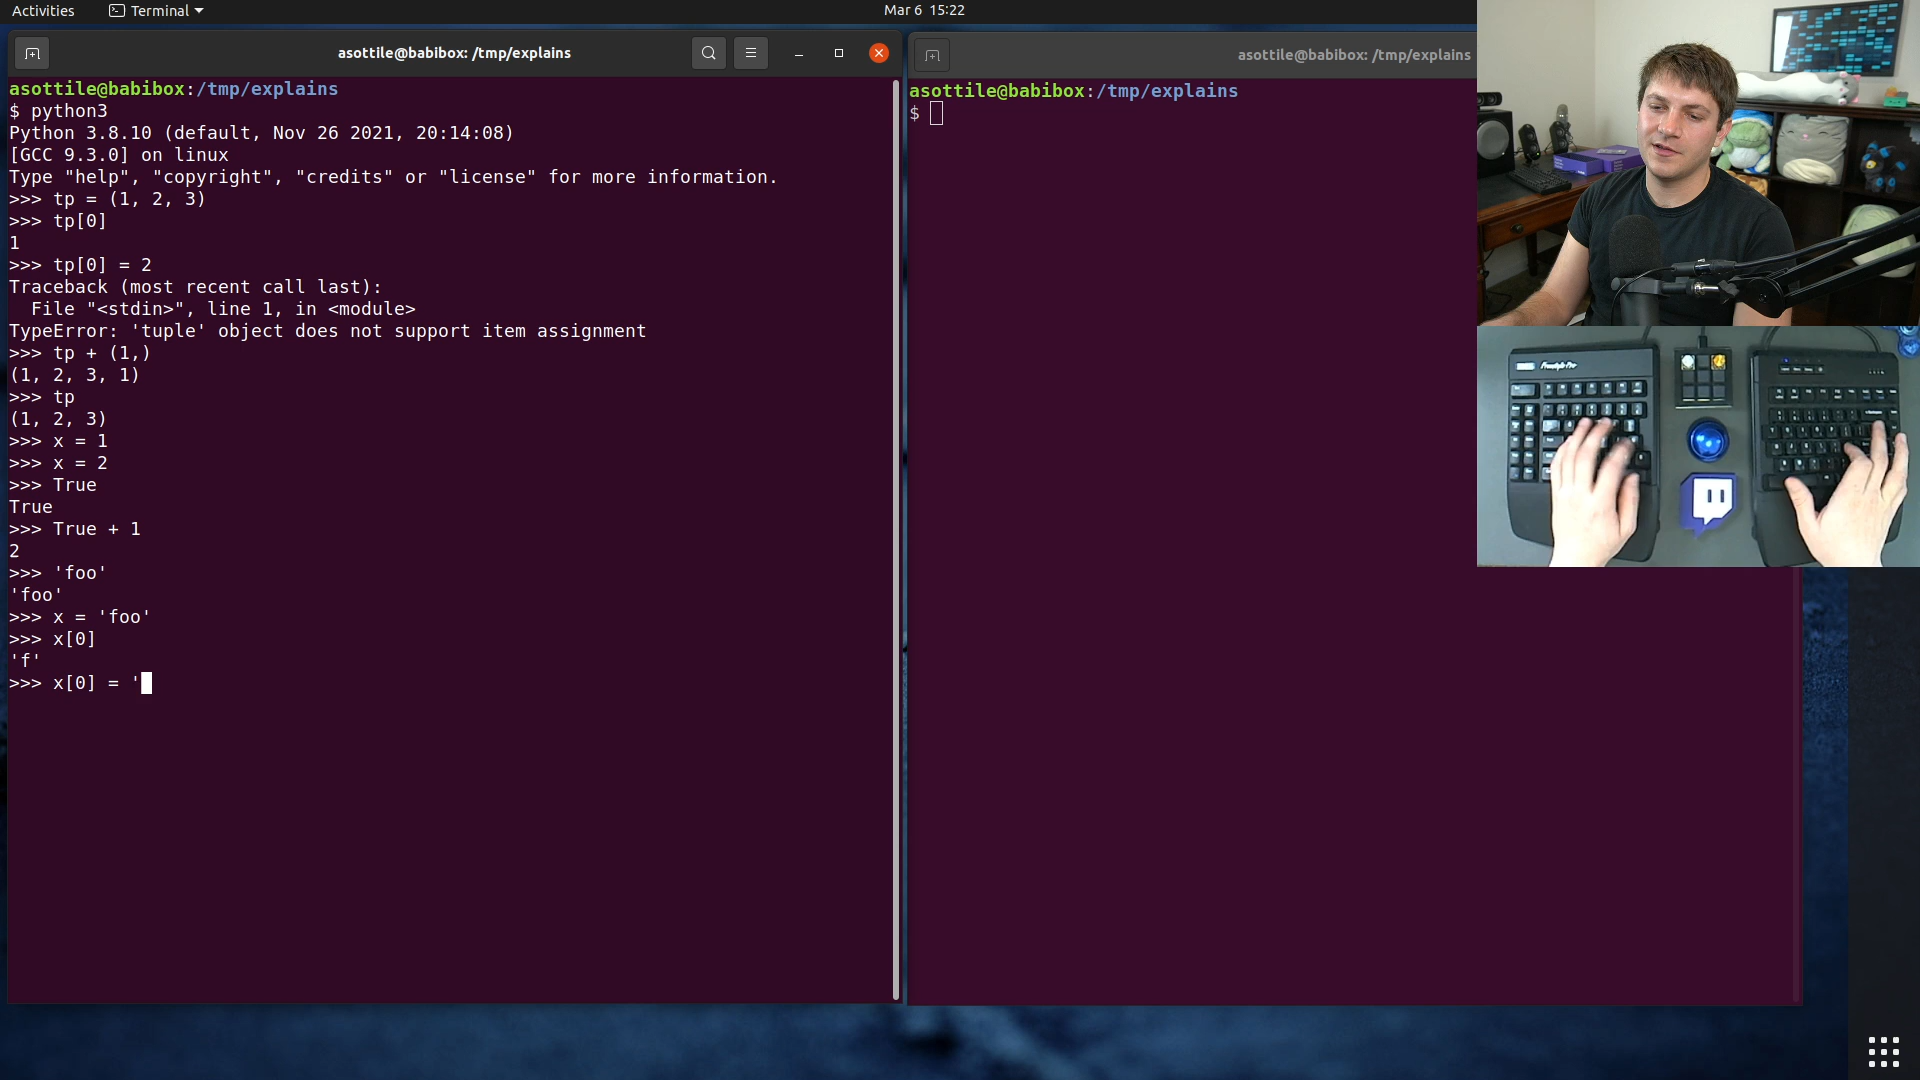 Activities
Terminal
Mar 6 15:22
asottile@babibox: /tmp/explains
asottile@babibox:/tmp/explains
$ python3
Python 3.8.10 (default, Nov 26 2021, 20:14:08)
[GCC 9.3.0] on linux
Type "help", "copyright", "credits" or "license" for more information.
>>> tp = (1, 2, 3)
>>> tp[0]
1
>>> tp[0] = 2
Traceback (most recent call last):
  File "<stdin>", line 1, in <module>
TypeError: 'tuple' object does not support item assignment
>>> tp + (1,)
(1, 2, 3, 1)
>>> tp
(1, 2, 3)
>>> x = 1
>>> x = 2
>>> True
True
>>> True + 1
2
>>> 'foo'
'foo'
>>> x = 'foo'
>>> x[0]
'f'
>>> x[0] = '
asottile@babibox: /tmp/explains
asottile@babibox:/tmp/explains
$
Freestyle Pro